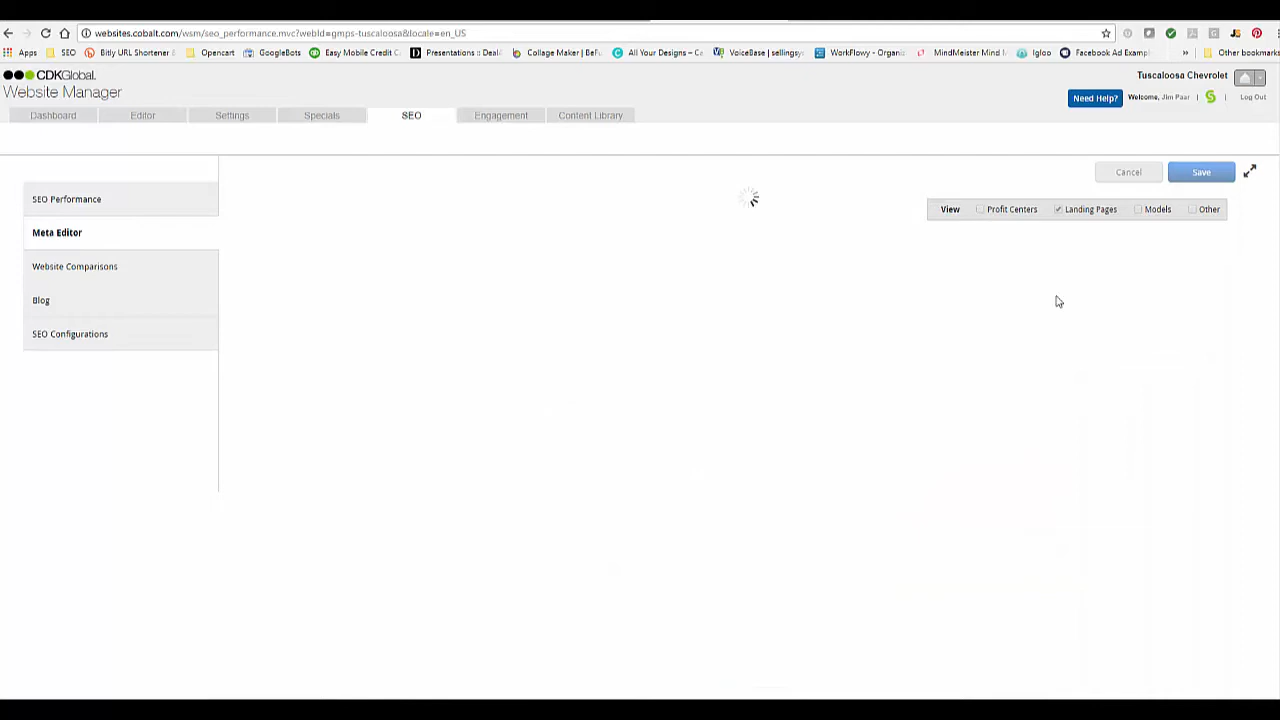 websites.cobalt.com/wsm/seo_performance.mvc?webId=gmps-tuscaloosa&locale=en_US
Apps SEO Bitly URL Shortener Opencart GoogleBots Easy Mobile Credit C Presentations :: Deal Collage Maker | BeFu All Your Designs – Ca VoiceBase | sellingsy WorkFlowy - Organi MindMeister Mind M Igloo Facebook Ad Exampl » Other bookmarks
CDKGlobal.
Website Manager
Tuscaloosa Chevrolet
Need Help? Welcome, Jim Paar | | Log Out
Dashboard Editor Settings Specials SEO Engagement Content Library
Cancel Save
SEO Performance
View Profit Centers Landing Pages Models Other
Meta Editor
Website Comparisons
Blog
SEO Configurations